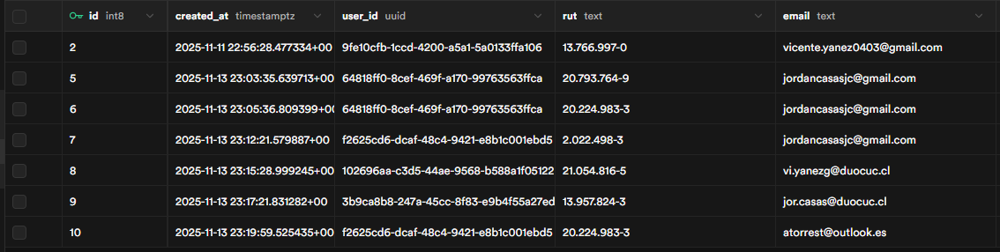 id int8 created_at timestamptz user_id uuid rut text email text
2 2025-11-11 22:56:28.477334+00 9fe10cfb-1ccd-4200-a5a1-5a0133ffa106 13.766.997-0 vicente.yanez0403@gmail.com
5 2025-11-13 23:03:35.639713+00 64818ff0-8cef-469f-a170-99763563ffca 20.793.764-9 jordancasasjc@gmail.com
6 2025-11-13 23:05:36.809399+00 64818ff0-8cef-469f-a170-99763563ffca 20.224.983-3 jordancasasjc@gmail.com
7 2025-11-13 23:12:21.579887+00 f2625cd6-dcaf-48c4-9421-e8b1c001ebd5 2.022.498-3 jordancasasjc@gmail.com
8 2025-11-13 23:15:28.999245+00 102696aa-c3d5-44ae-9568-b588a1f05122 21.054.816-5 vi.yanezg@duocuc.cl
9 2025-11-13 23:17:21.831282+00 3b9ca8b8-247a-45cc-8f83-e9b4f55a27ed 13.957.824-3 jor.casas@duocuc.cl
10 2025-11-13 23:19:59.525435+00 f2625cd6-dcaf-48c4-9421-e8b1c001ebd5 20.224.983-3 atorrest@outlook.es